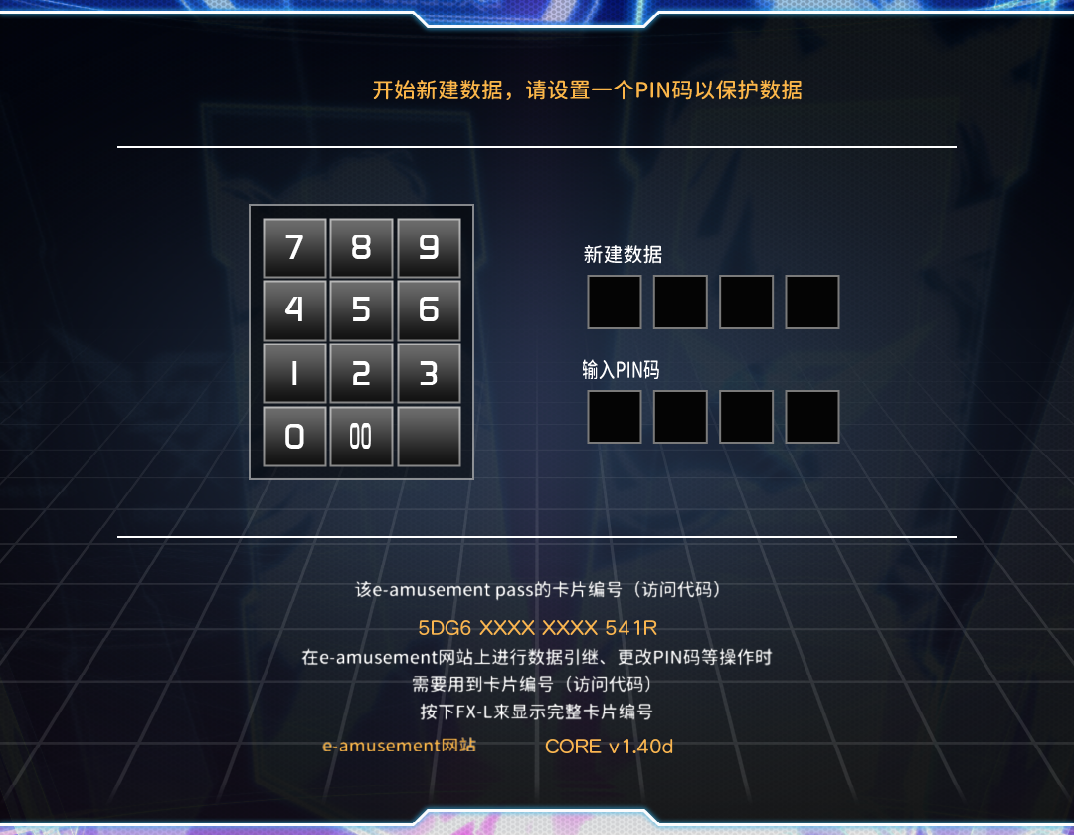 开始新建数据，请设置一个PIN码以保护数据
7 8 9
4 5 6
1 2 3
0 00
新建数据
输入PIN码
该e-amusement pass的卡片编号（访问代码）
5DG6 XXXX XXXX 541R
在e-amusement网站上进行数据引继、更改PIN码等操作时
需要用到卡片编号（访问代码）
按下FX-L来显示完整卡片编号
e-amusement网站 CORE v1.40d